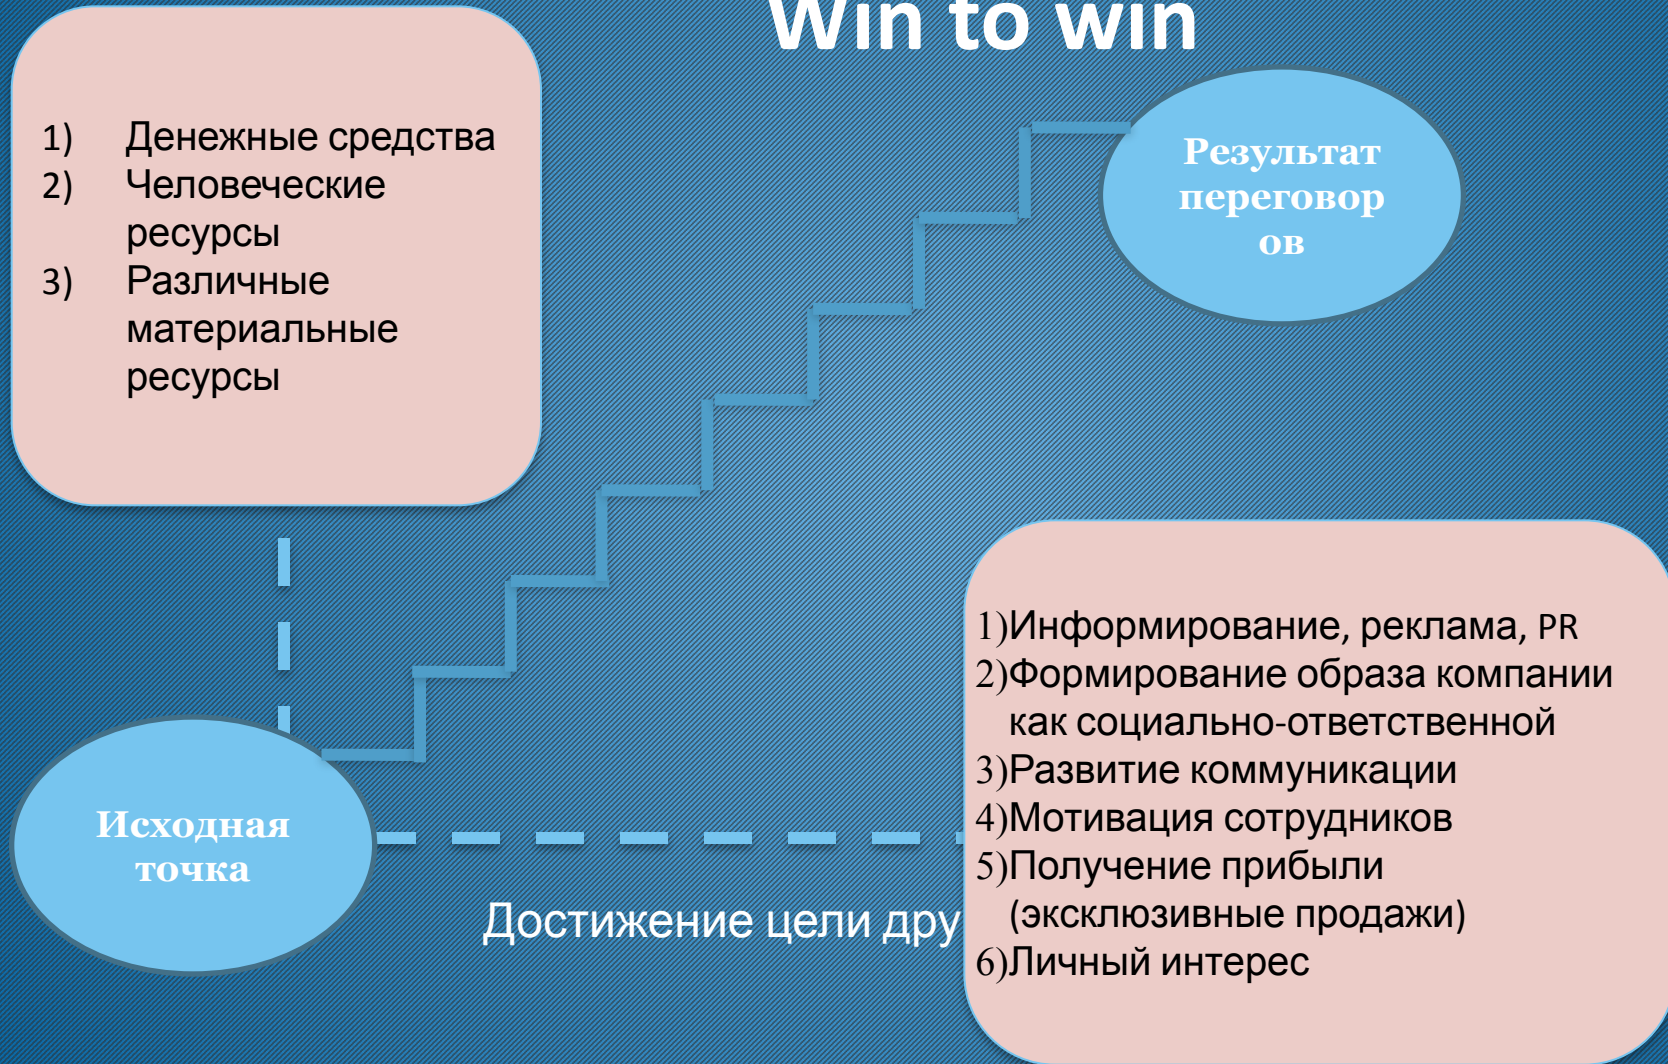 Win to win
1) Денежные средства
2) Человеческие
ресурсы
3) Различные
материальные
ресурсы
Результат
переговор
ов
1)Информирование, реклама, PR
2)Формирование образа компании
как социально-ответственной
3)Развитие коммуникации
4)Мотивация сотрудников
5)Получение прибыли
(эксклюзивные продажи)
6)Личный интерес
Исходная
точка
Достижение цели